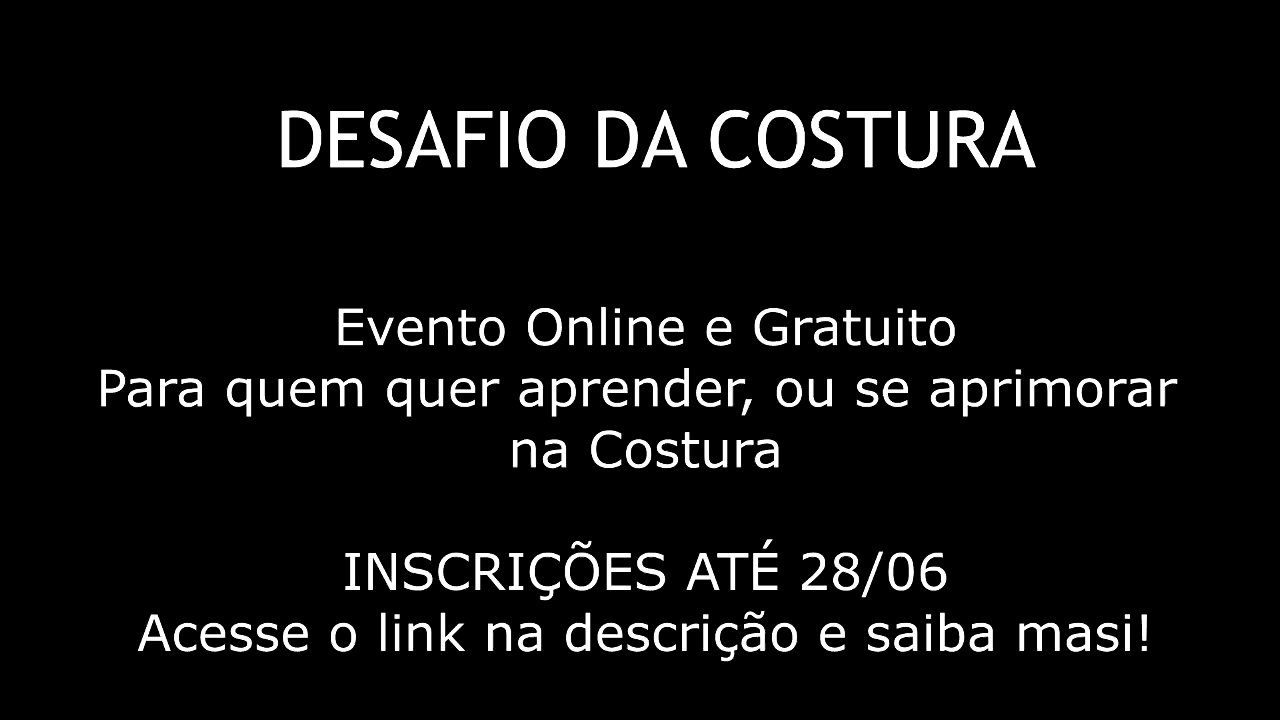 DESAFIO DA COSTURA
Evento Online e Gratuito
Para quem quer aprender, ou se aprimorar
na Costura
INSCRIÇÕES ATÉ 28/06
Acesse o link na descrição e saiba masi!